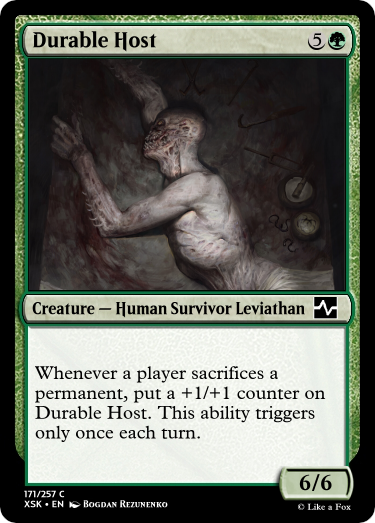 Durable Host 5
Creature — Human Survivor Leviathan
Whenever a player sacrifices a
permanent, put a +1/+1 counter on
Durable Host. This ability triggers
only once each turn.
6/6
171/257 C
XSK • EN Bogdan Rezunenko
© Like a Fox